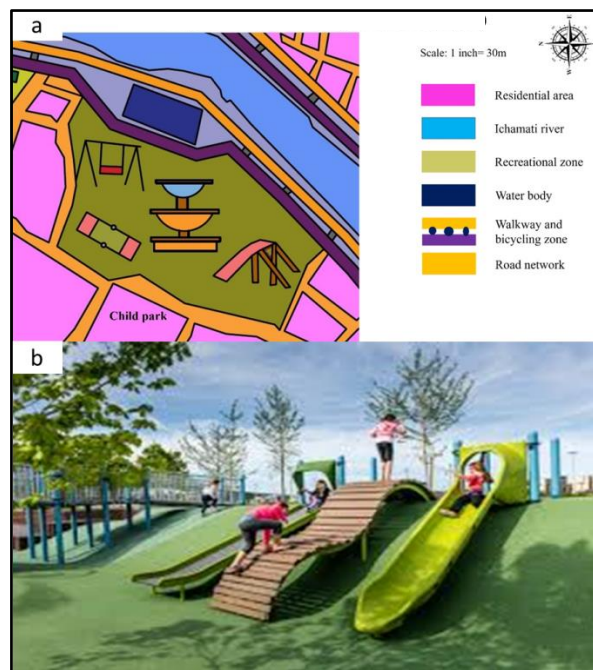 a
Scale: 1 inch= 30m
Residential area
Ichamati river
Recreational zone
Water body
Walkway and
bicycling zone
Road network
Child park
b